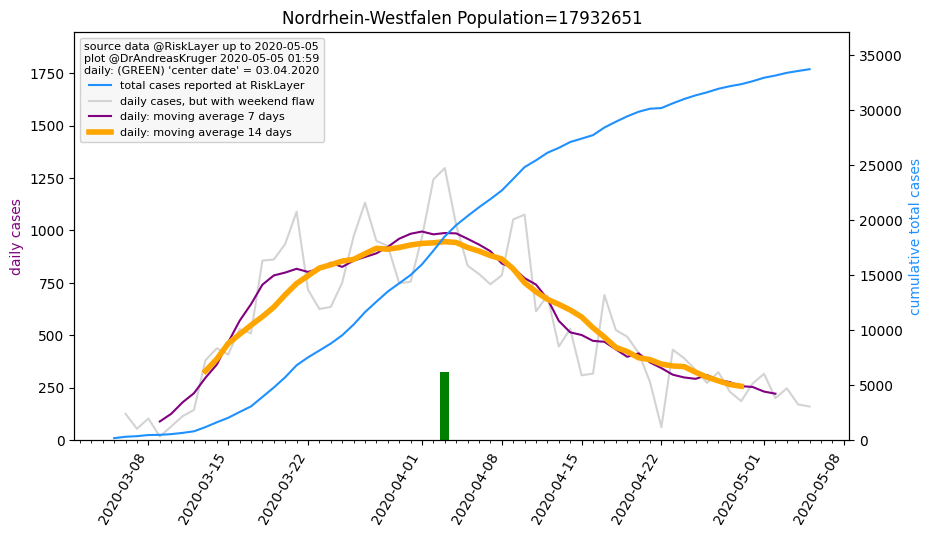 Nordrhein-Westfalen Population=17932651
source data @RiskLayer up to 2020-05-05
plot @DrAndreasKruger 2020-05-05 01:59
daily: (GREEN) 'center date' = 03.04.2020
total cases reported at RiskLayer
daily cases, but with weekend flaw
daily: moving average 7 days
daily: moving average 14 days
daily cases
1750
1500
1250
1000
750
500
250
0
35000
30000
25000
20000
15000
10000
5000
0
cumulative total cases
2020-03-08
2020-03-15
2020-03-22
2020-04-01
2020-04-08
2020-04-15
2020-04-22
2020-05-01
2020-05-08